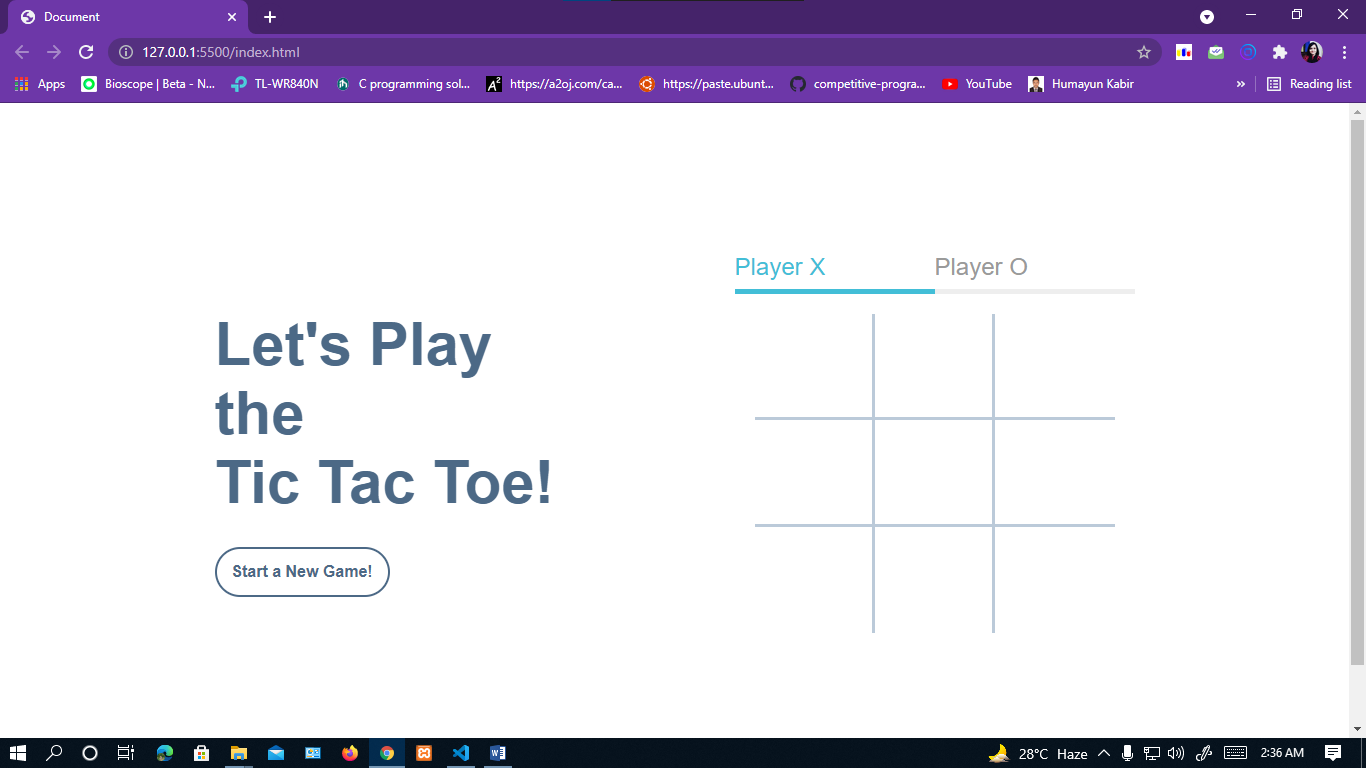 Document
127.0.0.1:5500/index.html
Apps
Bioscope | Beta - N...
TL-WR840N
C programming sol...
https://a2oj.com/ca...
https://paste.ubunt...
competitive-progra...
YouTube
Humayun Kabir
»
Reading list
Player X
Player O
Let's Play
the
Tic Tac Toe!
Start a New Game!
28°C Haze
2:36 AM